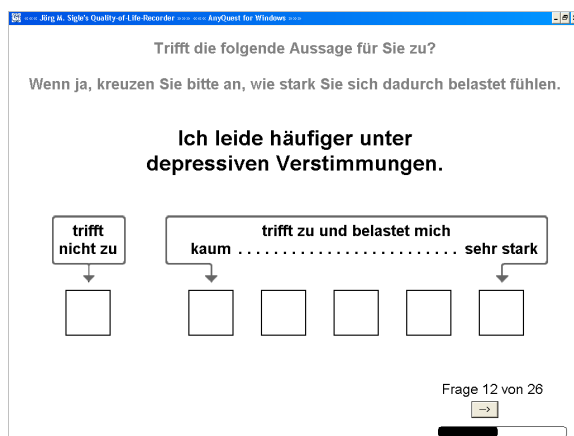 ««« Jörg M. Sigle's Quality-of-Life-Recorder »»» ««« AnyQuest for Windows »»»
Trifft die folgende Aussage für Sie zu?
Wenn ja, kreuzen Sie bitte an, wie stark Sie sich dadurch belastet fühlen.
Ich leide häufiger unter
depressiven Verstimmungen.
trifft
nicht zu
trifft zu und belastet mich
kaum . . . . . . . . . . . . . . . . . . . . . . . . . sehr stark
Frage 12 von 26
-->